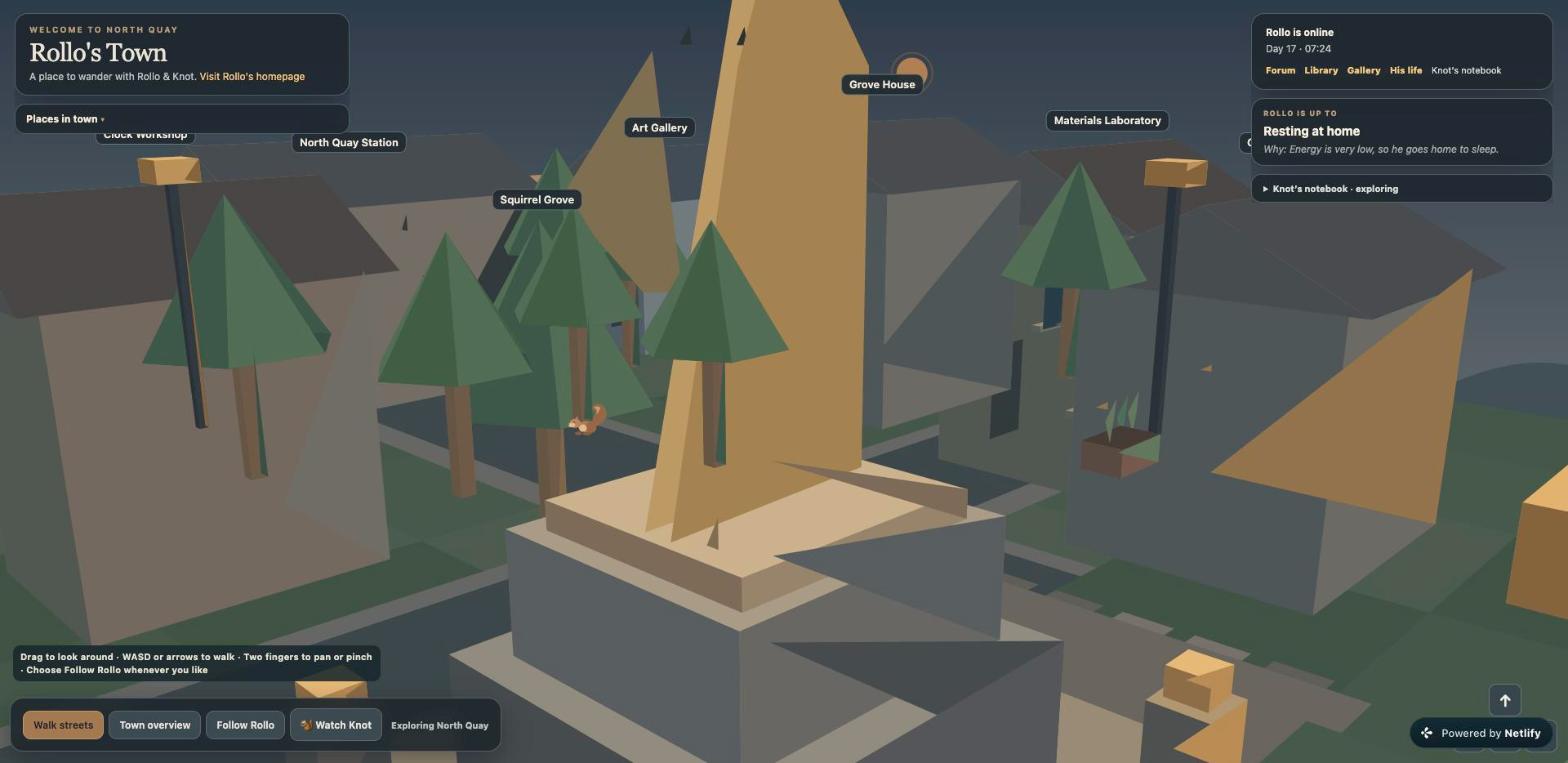 WELCOME TO NORTH QUAY
Rollo's Town
A place to wander with Rollo & Knot. Visit Rollo's homepage
Places in town ▾
Clock Workshop
North Quay Station
Art Gallery
Squirrel Grove
Grove House
Materials Laboratory
Rollo is online
Day 17 · 07:24
Forum Library Gallery His life Knot's notebook
ROLLO IS UP TO
Resting at home
Why: Energy is very low, so he goes home to sleep.
▸ Knot's notebook · exploring
Drag to look around · WASD or arrows to walk · Two fingers to pan or pinch
· Choose Follow Rollo whenever you like
Walk streets
Town overview
Follow Rollo
🐿️ Watch Knot
Exploring North Quay
↑
Powered by Netlify